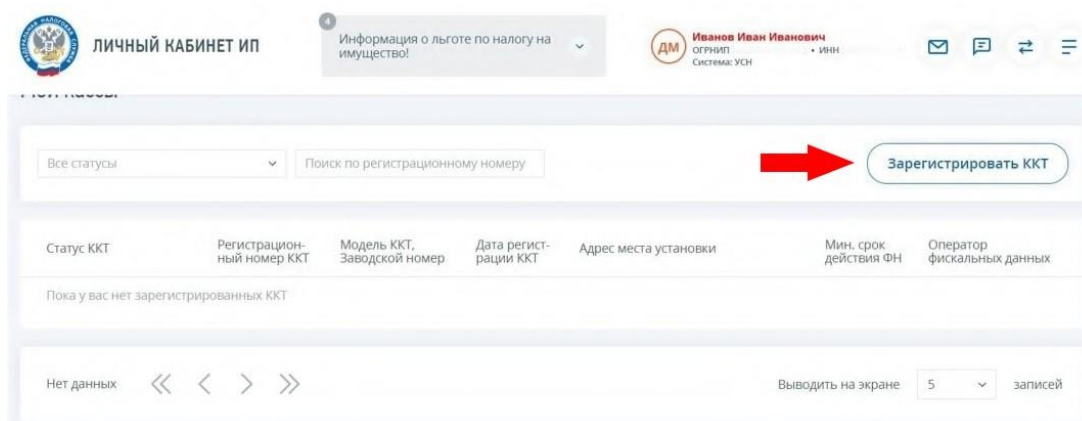 4
Информация о льготе по налогу на
имущество!
ЛИЧНЫЙ КАБИНЕТ ИП
ДМ
Иванов Иван Иванович
ОГРНИП • ИНН
Система: УСН
Мои кассы
Все статусы
Поиск по регистрационному номеру
Зарегистрировать ККТ
Статус ККТ
Регистрацион-
ный номер ККТ
Модель ККТ,
Заводской номер
Дата регист-
рации ККТ
Адрес места установки
Мин. срок
действия ФН
Оператор
фискальных данных
Пока у вас нет зарегистрированных ККТ
Нет данных
Выводить на экране 5 записей